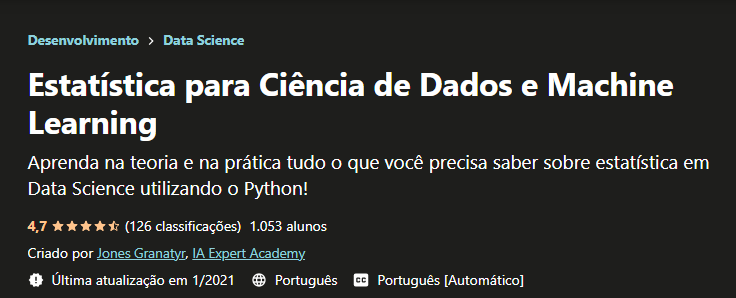 Desenvolvimento > Data Science
Estatística para Ciência de Dados e Machine
Learning
Aprenda na teoria e na prática tudo o que você precisa saber sobre estatística em
Data Science utilizando o Python!
4,7 (126 classificações) 1.053 alunos
Criado por Jones Granatyr, IA Expert Academy
Última atualização em 1/2021 Português CC Português [Automático]